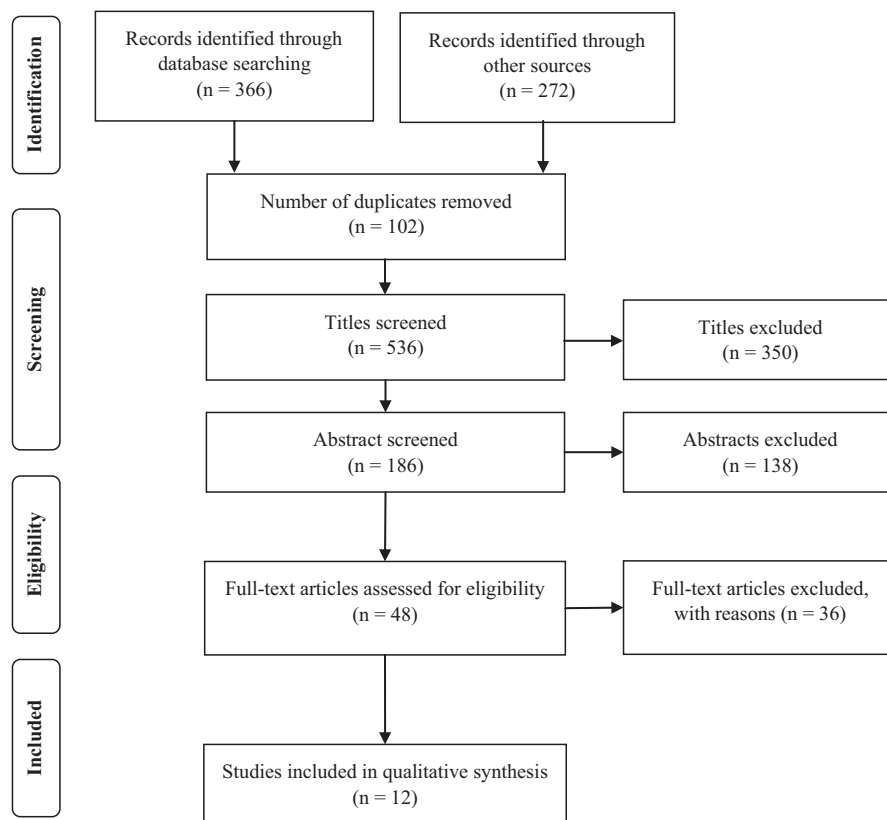 Identification
Records identified through
database searching
(n = 366)
Records identified through
other sources
(n = 272)
Number of duplicates removed
(n = 102)
Screening
Titles screened
(n = 536)
Titles excluded
(n = 350)
Abstract screened
(n = 186)
Abstracts excluded
(n = 138)
Eligibility
Full-text articles assessed for eligibility
(n = 48)
Full-text articles excluded,
with reasons (n = 36)
Included
Studies included in qualitative synthesis
(n = 12)